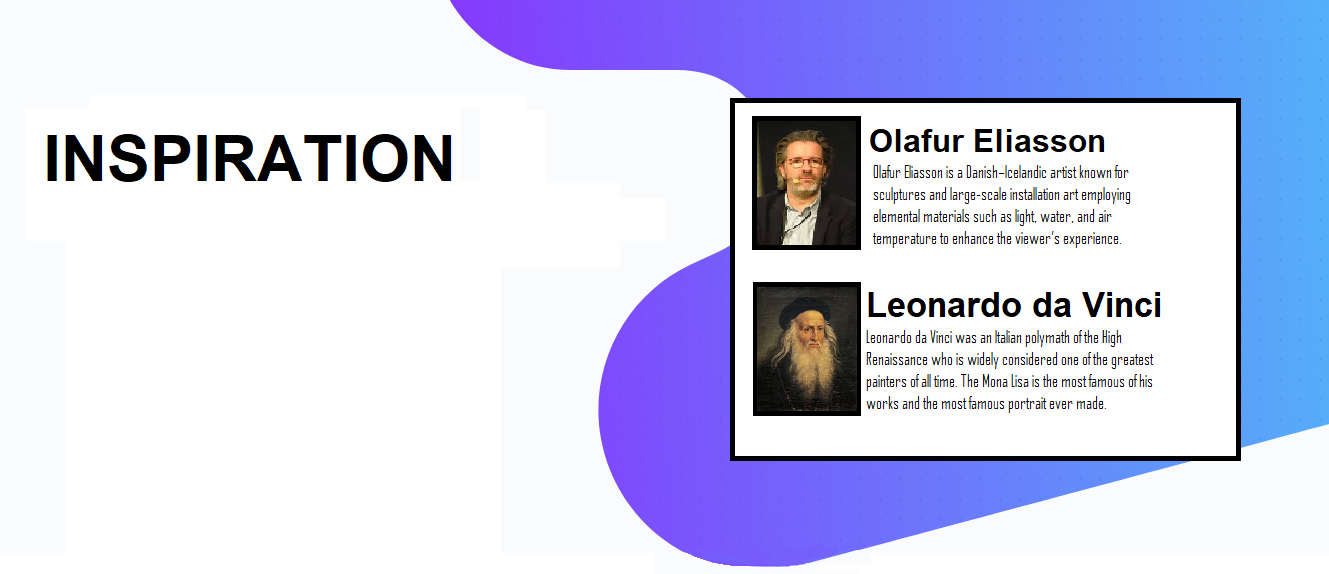 INSPIRATION
Olafur Eliasson
Olafur Eliasson is a Danish–Icelandic artist known for
sculptures and large-scale installation art employing
elemental materials such as light, water, and air
temperature to enhance the viewer's experience.
Leonardo da Vinci
Leonardo da Vinci was an Italian polymath of the High
Renaissance who is widely considered one of the greatest
painters of all time. The Mona Lisa is the most famous of his
works and the most famous portrait ever made.